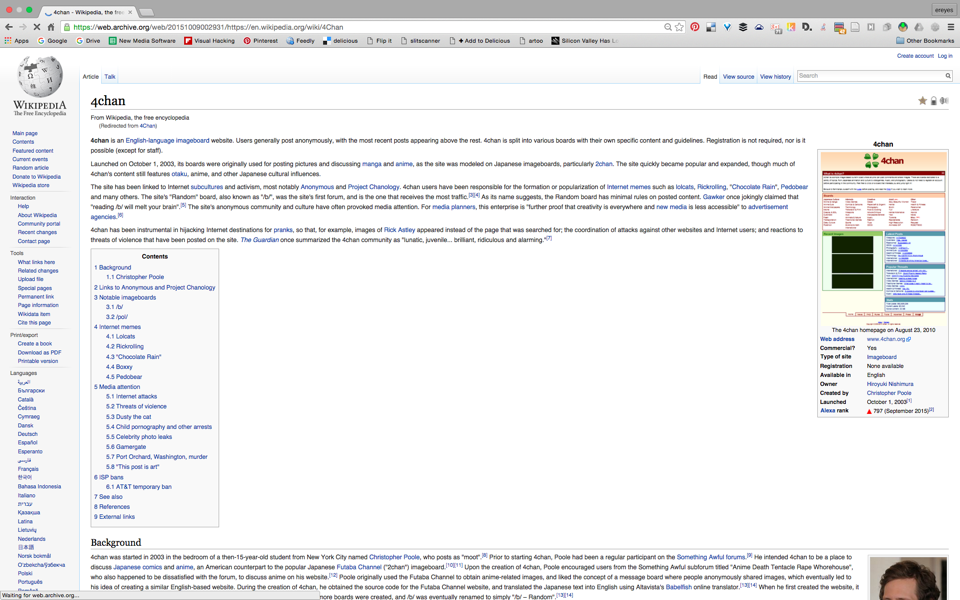 4chan - Wikipedia, the free
ereyes
https://web.archive.org/web/20151009002931/https://en.wikipedia.org/wiki/4Chan
Apps Google Drive New Media Software Visual Hacking Pinterest Feedly delicious Flip it slitscanner + Add to Delicious artoo Silicon Valley Has L Other Bookmarks
Create account Log in
Article Talk Read View source View history Search
WIKIPEDIA
The Free Encyclopedia
Main page
Contents
Featured content
Current events
Random article
Donate to Wikipedia
Wikipedia store
Interaction
Help
About Wikipedia
Community portal
Recent changes
Contact page
Tools
What links here
Related changes
Upload file
Special pages
Permanent link
Page information
Wikidata item
Cite this page
Print/export
Create a book
Download as PDF
Printable version
Languages
العربية
Български
Català
Čeština
Cymraeg
Dansk
Deutsch
Español
Esperanto
فارسی
Français
한국어
Bahasa Indonesia
Italiano
עברית
Қазақша
Latina
Lietuvių
Nederlands
日本語
Norsk bokmål
Oʻzbekcha/ўзбекча
Polski
Português
4chan
From Wikipedia, the free encyclopedia
(Redirected from 4Chan)
4chan is an English-language imageboard website. Users generally post anonymously, with the most recent posts appearing above the rest. 4chan is split into various boards with their own specific content and guidelines. Registration is not required, nor is it
possible (except for staff).
Launched on October 1, 2003, its boards were originally used for posting pictures and discussing manga and anime, as the site was modeled on Japanese imageboards, particularly 2chan. The site quickly became popular and expanded, though much of
4chan's content still features otaku, anime, and other Japanese cultural influences.
The site has been linked to Internet subcultures and activism, most notably Anonymous and Project Chanology. 4chan users have been responsible for the formation or popularization of Internet memes such as lolcats, Rickrolling, "Chocolate Rain", Pedobear
and many others. The site's "Random" board, also known as "/b/", was the site's first forum, and is the one that receives the most traffic.[3][4] As its name suggests, the Random board has minimal rules on posted content. Gawker once jokingly claimed that
"reading /b/ will melt your brain".[5] The site's anonymous community and culture have often provoked media attention. For media planners, this enterprise is "further proof that creativity is everywhere and new media is less accessible" to advertisement
agencies.[6]
4chan has been instrumental in hijacking Internet destinations for pranks, so that, for example, images of Rick Astley appeared instead of the page that was searched for; the coordination of attacks against other websites and Internet users; and reactions to
threats of violence that have been posted on the site. The Guardian once summarized the 4chan community as "lunatic, juvenile... brilliant, ridiculous and alarming."[7]
Contents
1 Background
1.1 Christopher Poole
2 Links to Anonymous and Project Chanology
3 Notable imageboards
3.1 /b/
3.2 /pol/
4 Internet memes
4.1 Lolcats
4.2 Rickrolling
4.3 "Chocolate Rain"
4.4 Boxxy
4.5 Pedobear
5 Media attention
5.1 Internet attacks
5.2 Threats of violence
5.3 Dusty the cat
5.4 Child pornography and other arrests
5.5 Celebrity photo leaks
5.6 Gamergate
5.7 Port Orchard, Washington, murder
5.8 "This post is art"
6 ISP bans
6.1 AT&T temporary ban
7 See also
8 References
9 External links
4chan
4chan
The 4chan homepage on August 23, 2010
Web address www.4chan.org
Commercial? Yes
Type of site Imageboard
Registration None available
Available in English
Owner Hiroyuki Nishimura
Created by Christopher Poole
Launched October 1, 2003[1]
Alexa rank 797 (September 2015)[2]
Background
4chan was started in 2003 in the bedroom of a then-15-year-old student from New York City named Christopher Poole, who posts as "moot".[8] Prior to starting 4chan, Poole had been a regular participant on the Something Awful forums.[9] He intended 4chan to be a place to
discuss Japanese comics and anime, an American counterpart to the popular Japanese Futaba Channel ("2chan") imageboard.[10][11] Upon the creation of 4chan, Poole encouraged users from the Something Awful subforum titled "Anime Death Tentacle Rape Whorehouse",
who also happened to be dissatisfied with the forum, to discuss anime on his website.[12] Poole originally used the Futaba Channel to obtain anime-related images, and liked the concept of a message board where people anonymously shared images, which eventually led to
his idea of creating a similar English-based website. During the creation of 4chan, he obtained the source code for the Futaba Channel website, and translated the Japanese text into English using Altavista's Babelfish online translator.[13][14] When he first created the website, it
more boards were created, and /b/ was eventually renamed to simply "/b/ – Random".[13][14]
Waiting for web.archive.org...